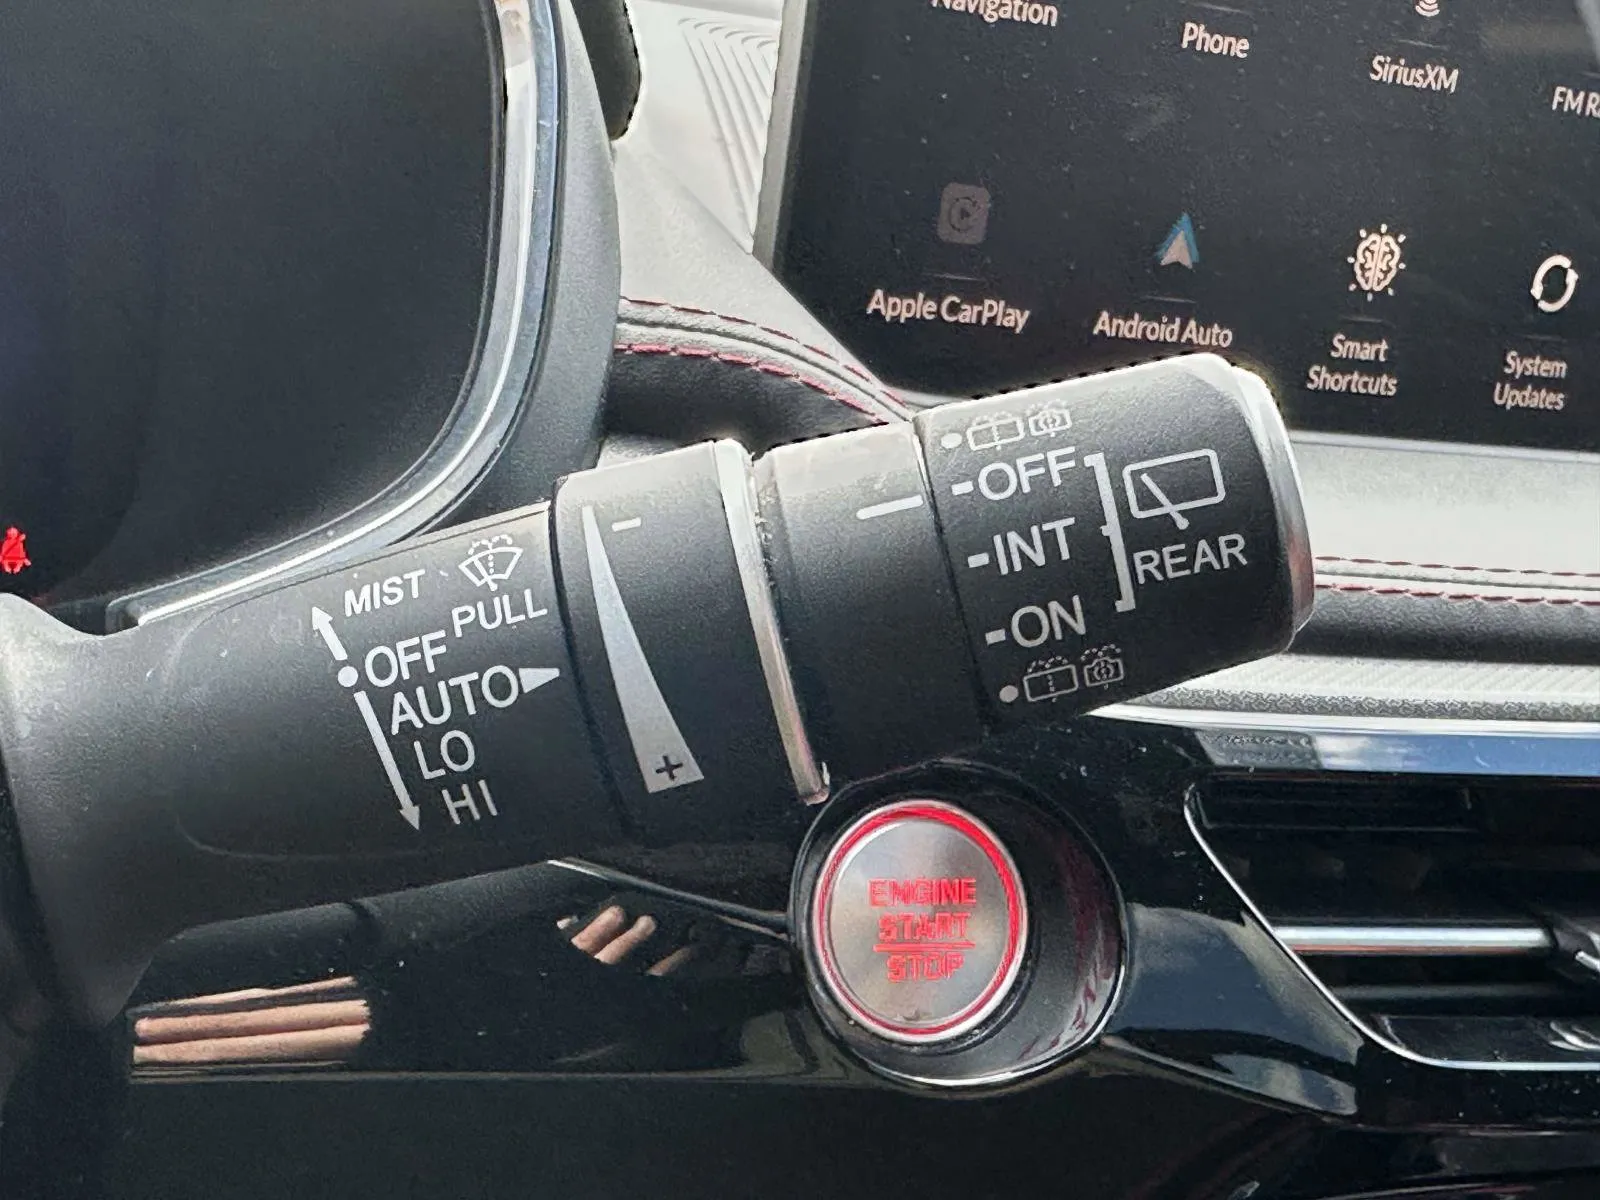 Navigation
Phone
SiriusXM
FM R
Apple CarPlay
Android Auto
Smart
Shortcuts
System
Updates
OFF
INT
REAR
ON
MIST
PULL
OFF
AUTO
LO
HI
-
+
ENGINE
START
STOP